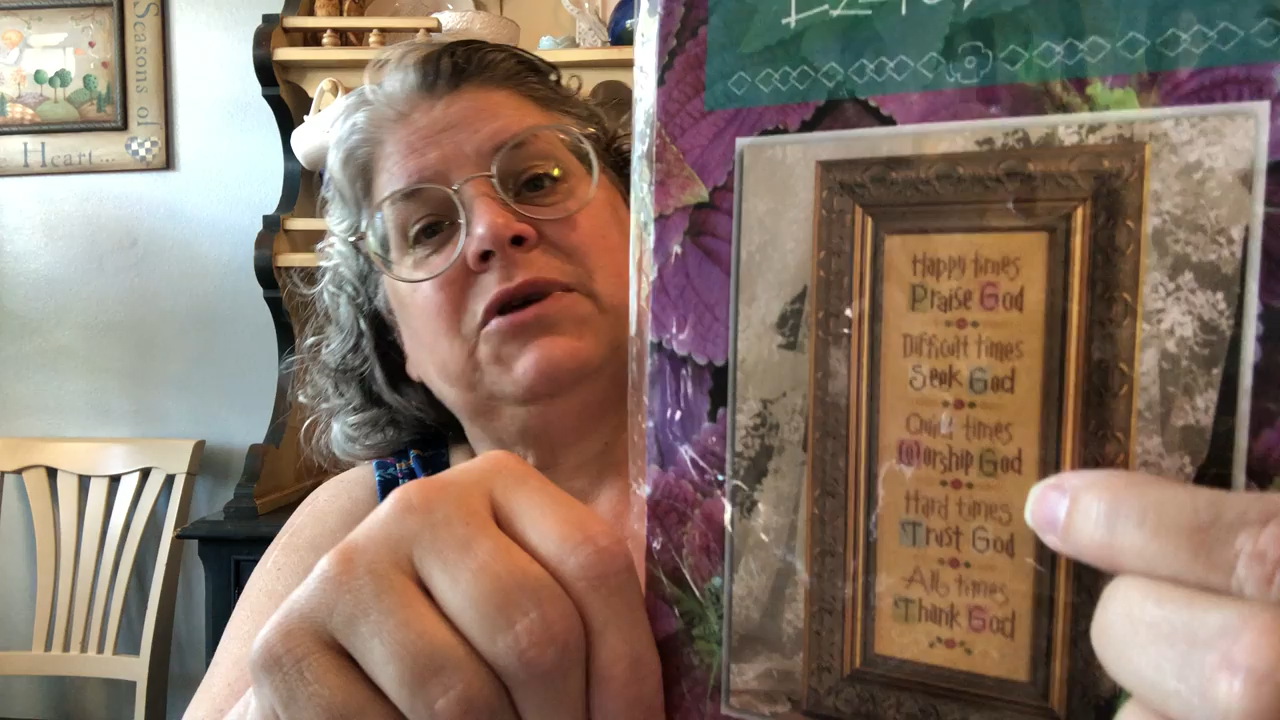 Seasons of
Heart...
Happy times
Praise God
Difficult times
Seek God
Quiet times
Worship God
Hard times
Trust God
All times
Thank God